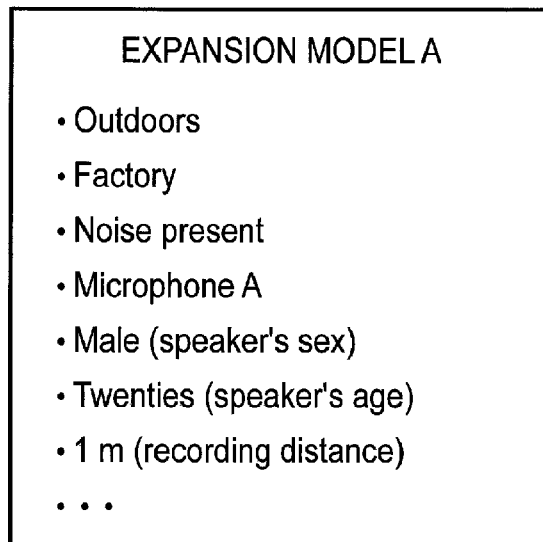 EXPANSION MODEL A
• Outdoors
• Factory
• Noise present
• Microphone A
• Male (speaker's sex)
• Twenties (speaker's age)
• 1 m (recording distance)
• • •